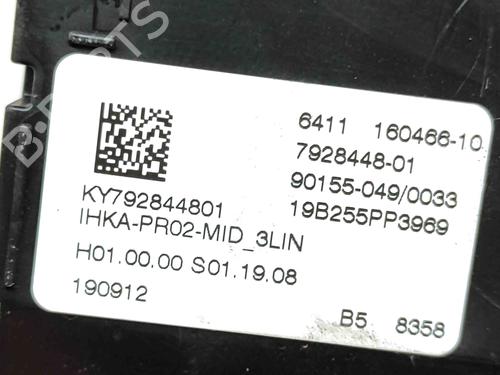 6411 160466-10
7928448-01
90155-049/0033
19B255PP3969
KY792844801
IHKA-PR02-MID_3LIN
H01.00.00 S01.19.08
190912
B5 8358
B-PARTS